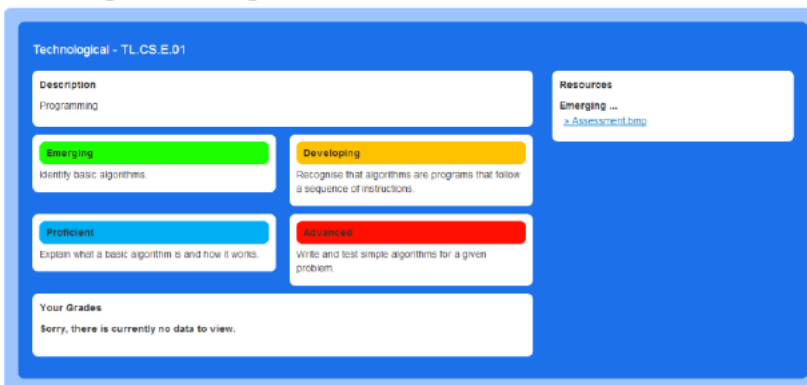 Technological - TL.CS.E.01
Description
Programming
Emerging
Identify basic algorithms.
Developing
Recognise that algorithms are programs that follow
a sequence of instructions.
Proficient
Explain what a basic algorithm is and how it works.
Advanced
Write and test simple algorithms for a given
problem.
Your Grades
Sorry, there is currently no data to view.
Resources
Emerging ...
» Assessment.bmp